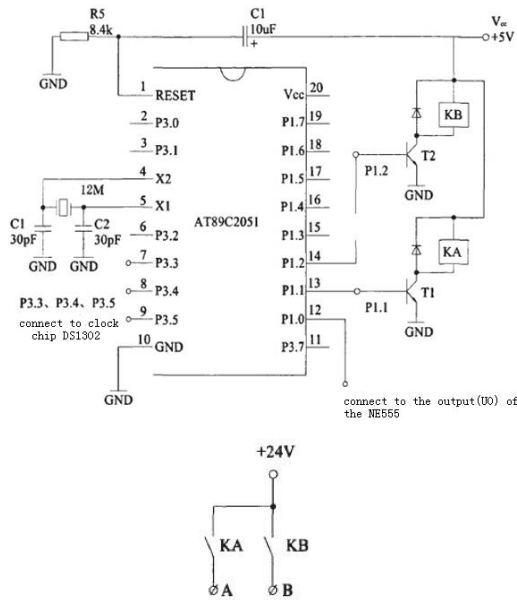 R5
8.4k
C1
10uF
+
Vcc
+5V
GND
1 RESET
2 P3.0
3 P3.1
4 X2
5 X1
6 P3.2
7 P3.3
8 P3.4
9 P3.5
10 GND
AT89C2051
Vcc 20
P1.7 19
P1.6 18
P1.5 17
P1.4 16
P1.3 15
P1.2 14
P1.1 13
P1.0 12
P3.7 11
12M
C1
30pF
C2
30pF
GND
GND
P3.3、P3.4、P3.5
connect to clock
chip DS1302
GND
KB
T2
P1.2
GND
KA
T1
P1.1
GND
connect to the output(UO) of
the NE555
+24V
KA
KB
A
B